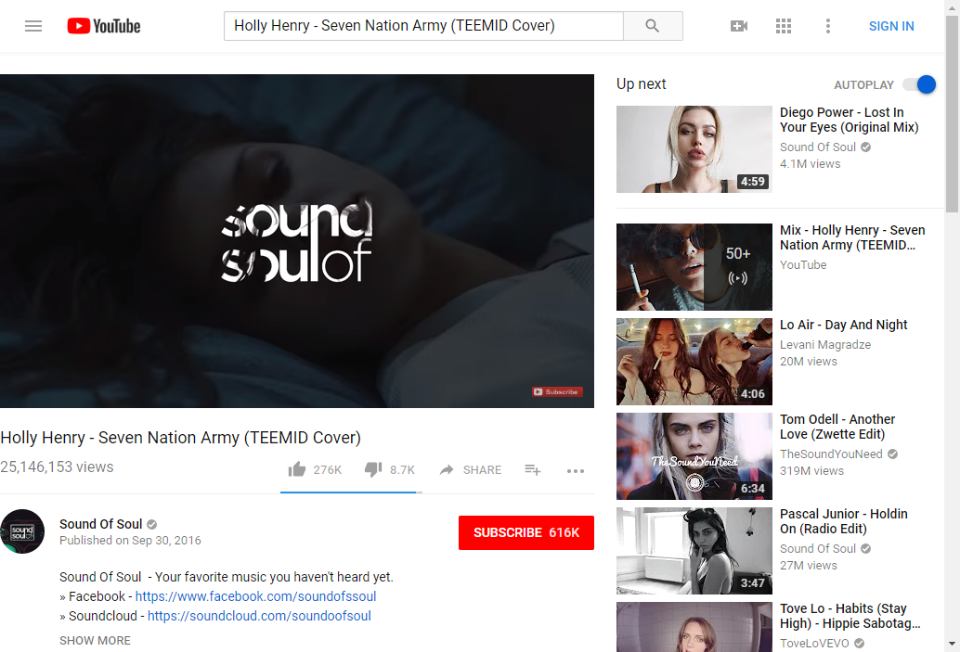 YouTube
Holly Henry - Seven Nation Army (TEEMID Cover)
SIGN IN
sound
soulof
Subscribe
Holly Henry - Seven Nation Army (TEEMID Cover)
25,146,153 views
276K
8.7K
SHARE
sound
soulof
Sound Of Soul
Published on Sep 30, 2016
SUBSCRIBE 616K
Sound Of Soul - Your favorite music you haven't heard yet.
» Facebook - https://www.facebook.com/soundofssoul
» Soundcloud - https://soundcloud.com/soundoofsoul
SHOW MORE
Up next
AUTOPLAY
4:59
Diego Power - Lost In
Your Eyes (Original Mix)
Sound Of Soul
4.1M views
50+
Mix - Holly Henry - Seven
Nation Army (TEEMID…
YouTube
4:06
Lo Air - Day And Night
Levani Magradze
20M views
TheSoundYouNeed
6:34
Tom Odell - Another
Love (Zwette Edit)
TheSoundYouNeed
319M views
3:47
Pascal Junior - Holdin
On (Radio Edit)
Sound Of Soul
27M views
Tove Lo - Habits (Stay
High) - Hippie Sabotag…
ToveLoVEVO